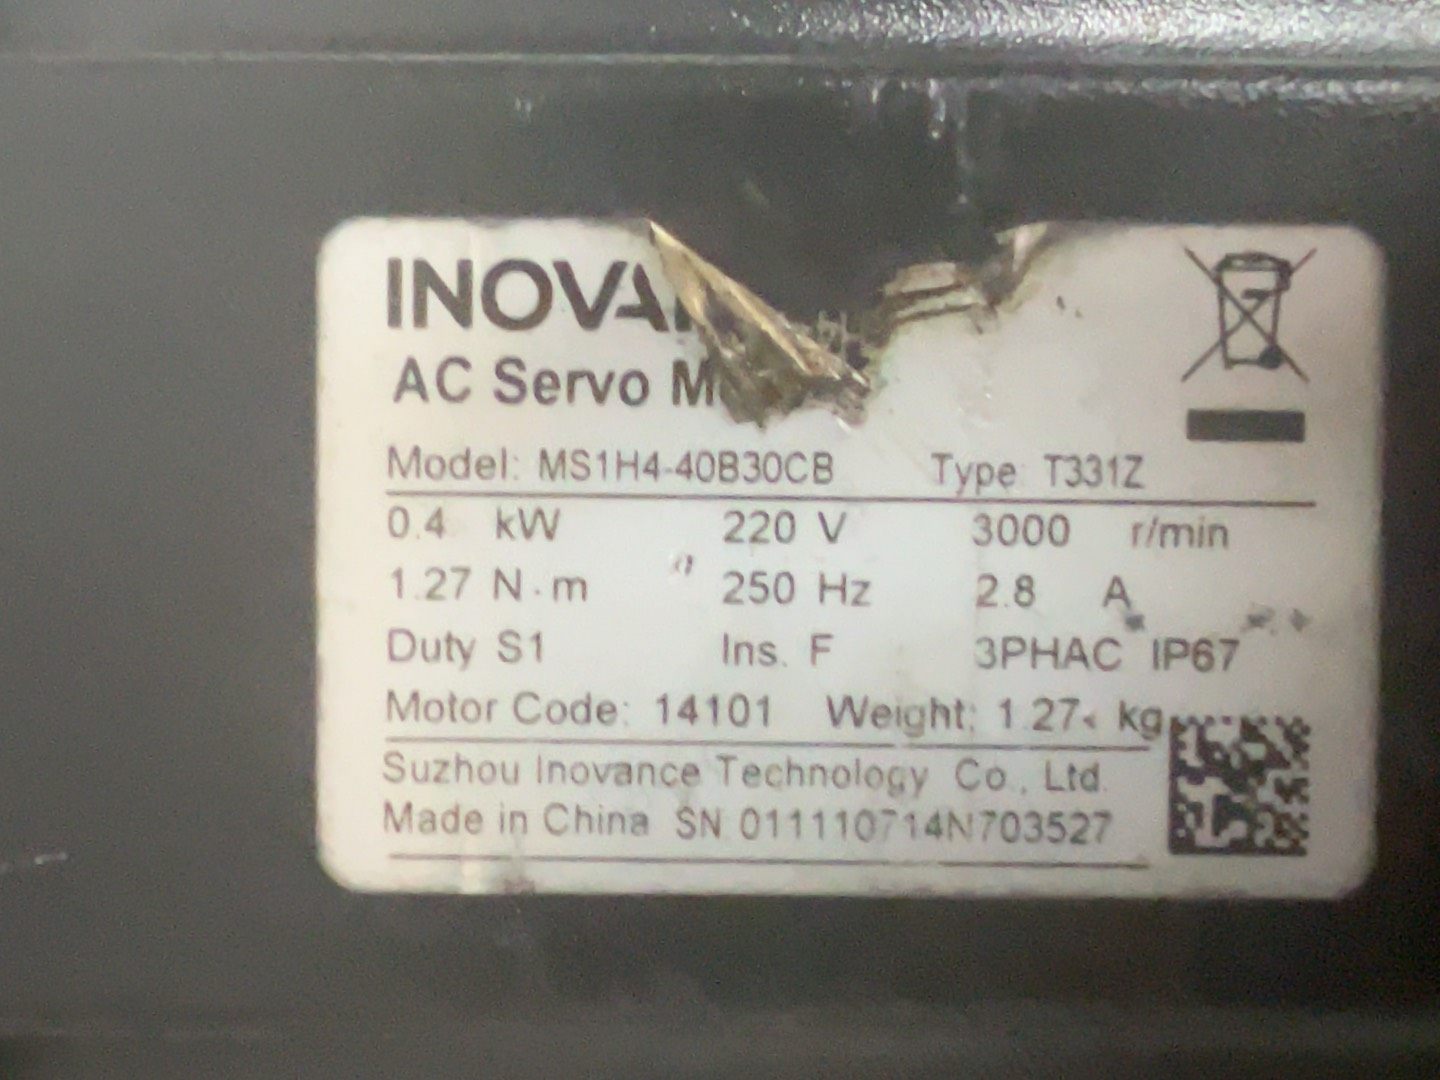 INOVA
AC Servo
Model: MS1H4-40B30CB Type T331Z
0.4 kW 220 V 3000 r/min
1.27 N·m 250 Hz 2.8 A
Duty S1 Ins. F 3PHAC IP67
Motor Code: 14101 Weight: 1.27 kg
Suzhou Inovance Technology Co., Ltd.
Made in China SN 011110714N703527